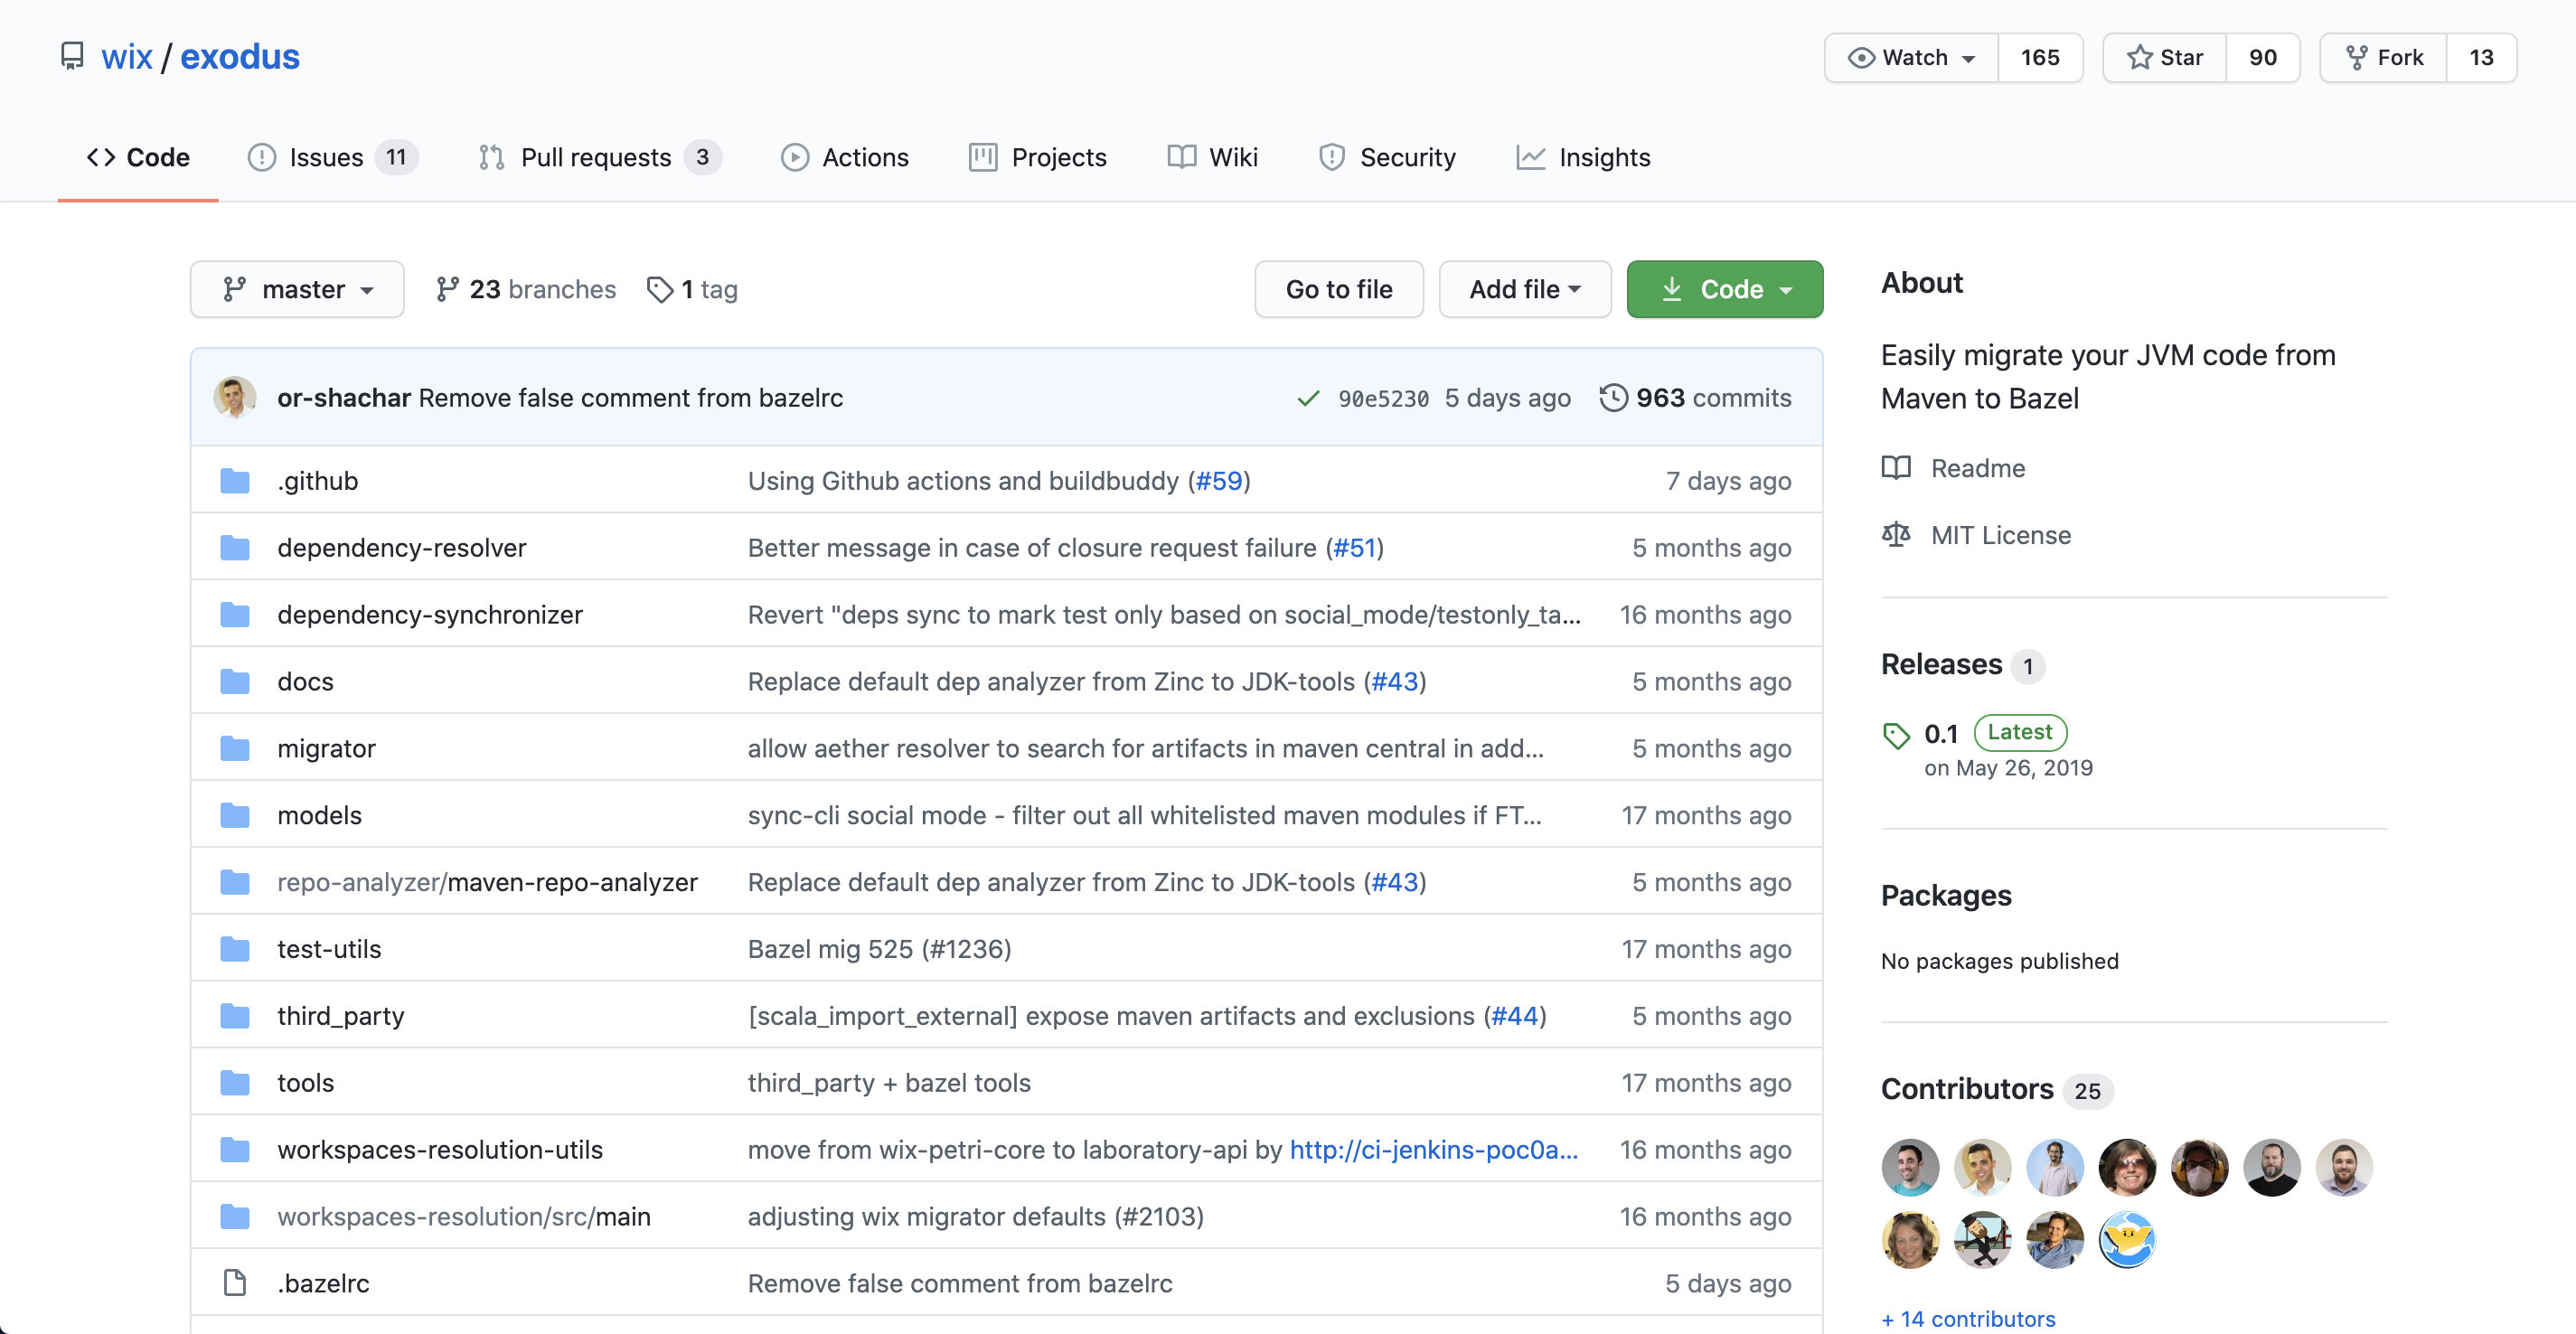 wix / exodus
Watch 165 Star 90 Fork 13
Code Issues 11 Pull requests 3 Actions Projects Wiki Security Insights
master 23 branches 1 tag Go to file Add file Code
or-shachar Remove false comment from bazelrc 90e5230 5 days ago 963 commits
.github Using Github actions and buildbuddy (#59) 7 days ago
dependency-resolver Better message in case of closure request failure (#51) 5 months ago
dependency-synchronizer Revert "deps sync to mark test only based on social_mode/testonly_ta... 16 months ago
docs Replace default dep analyzer from Zinc to JDK-tools (#43) 5 months ago
migrator allow aether resolver to search for artifacts in maven central in add... 5 months ago
models sync-cli social mode - filter out all whitelisted maven modules if FT... 17 months ago
repo-analyzer/maven-repo-analyzer Replace default dep analyzer from Zinc to JDK-tools (#43) 5 months ago
test-utils Bazel mig 525 (#1236) 17 months ago
third_party [scala_import_external] expose maven artifacts and exclusions (#44) 5 months ago
tools third_party + bazel tools 17 months ago
workspaces-resolution-utils move from wix-petri-core to laboratory-api by http://ci-jenkins-poc0a... 16 months ago
workspaces-resolution/src/main adjusting wix migrator defaults (#2103) 16 months ago
.bazelrc Remove false comment from bazelrc 5 days ago
About
Easily migrate your JVM code from
Maven to Bazel
Readme
MIT License
Releases 1
0.1 Latest
on May 26, 2019
Packages
No packages published
Contributors 25
+ 14 contributors